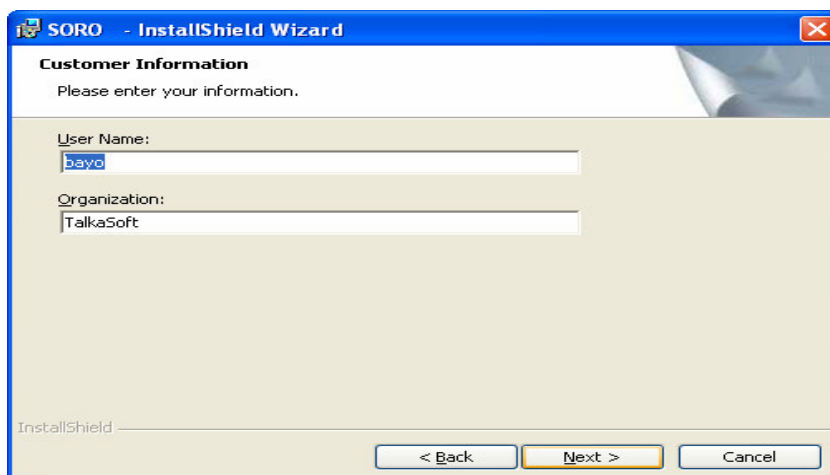 SORO - InstallShield Wizard
Customer Information
Please enter your information.
User Name:
bayo
Organization:
TalkaSoft
InstallShield
< Back Next > Cancel